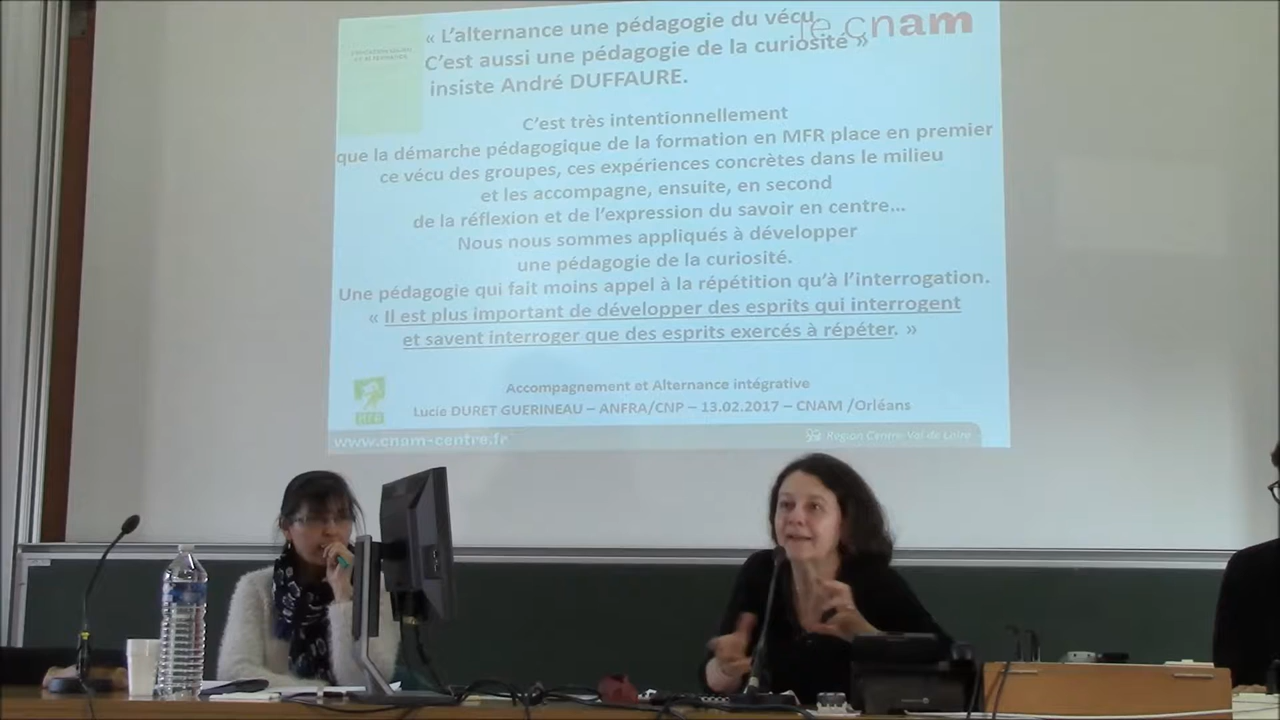 « L'alternance une pédagogie du vécu
le cnam
C'est aussi une pédagogie de la curiosité »
insiste André DUFFAURE.
C'est très intentionnellement
que la démarche pédagogique de la formation en MFR place en premier
ce vécu des groupes, ces expériences concrètes dans le milieu
et les accompagne, ensuite, en second
de la réflexion et de l'expression du savoir en centre...
Nous nous sommes appliqués à développer
une pédagogie de la curiosité.
Une pédagogie qui fait moins appel à la répétition qu'à l'interrogation.
« Il est plus important de développer des esprits qui interrogent
et savent interroger que des esprits exercés à répéter. »
Accompagnement et Alternance intégrative
Lucie DURET GUERINEAU – ANFRA/CNP – 13.02.2017 – CNAM /Orléans
www.cnam-centre.fr
Région Centre-Val de Loire